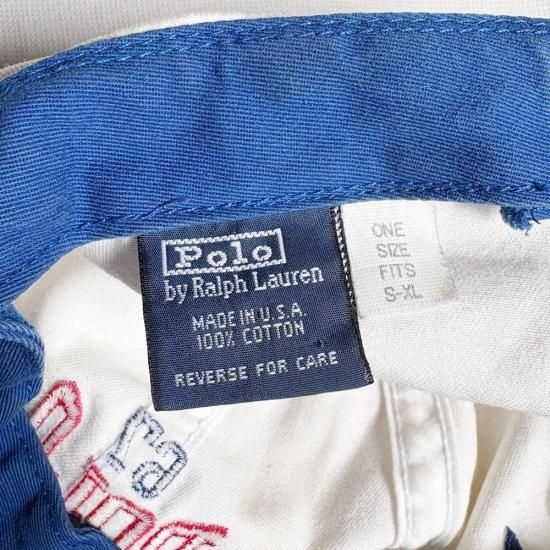 Polo
by Ralph Lauren
MADE IN U.S.A.
100% COTTON
REVERSE FOR CARE
ONE
SIZE
FITS
S-XL